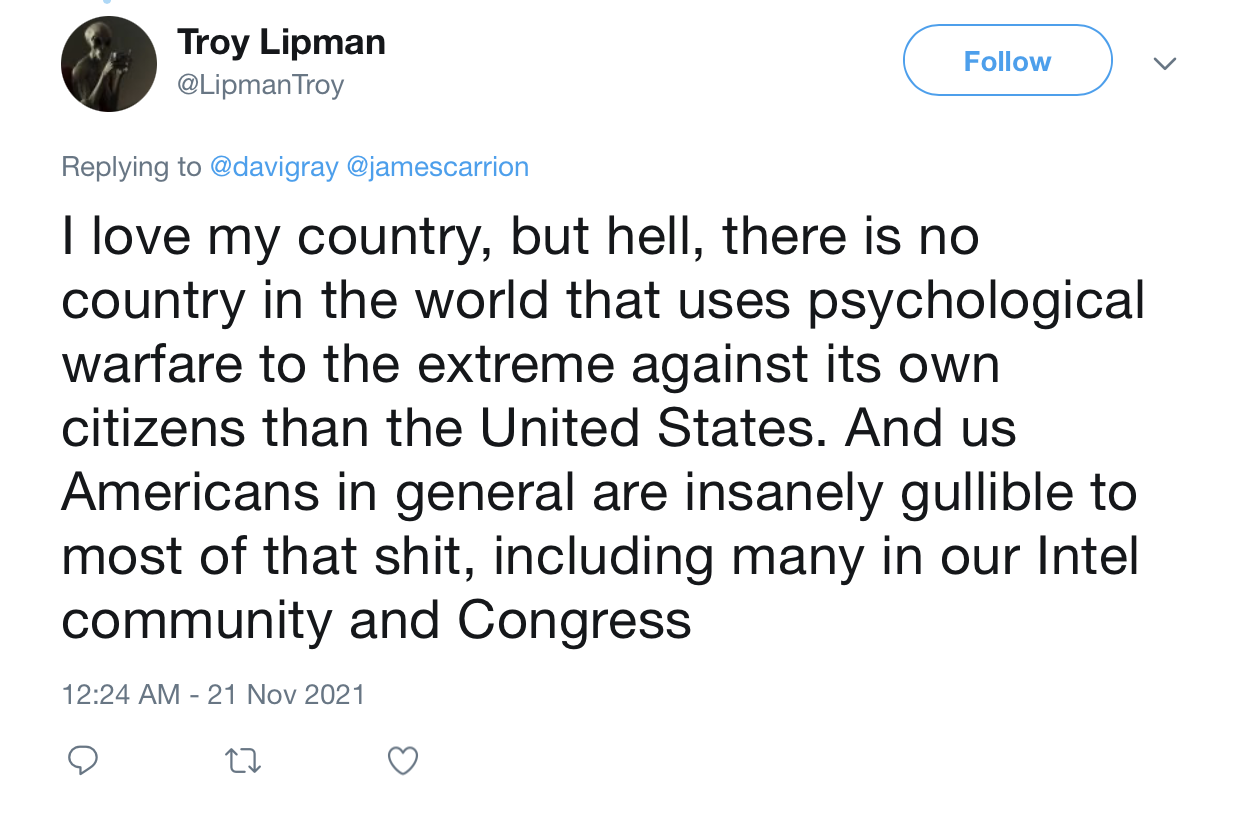 Troy Lipman
@LipmanTroy
Follow
Replying to @davigray @jamescarrion
I love my country, but hell, there is no
country in the world that uses psychological
warfare to the extreme against its own
citizens than the United States. And us
Americans in general are insanely gullible to
most of that shit, including many in our Intel
community and Congress
12:24 AM - 21 Nov 2021